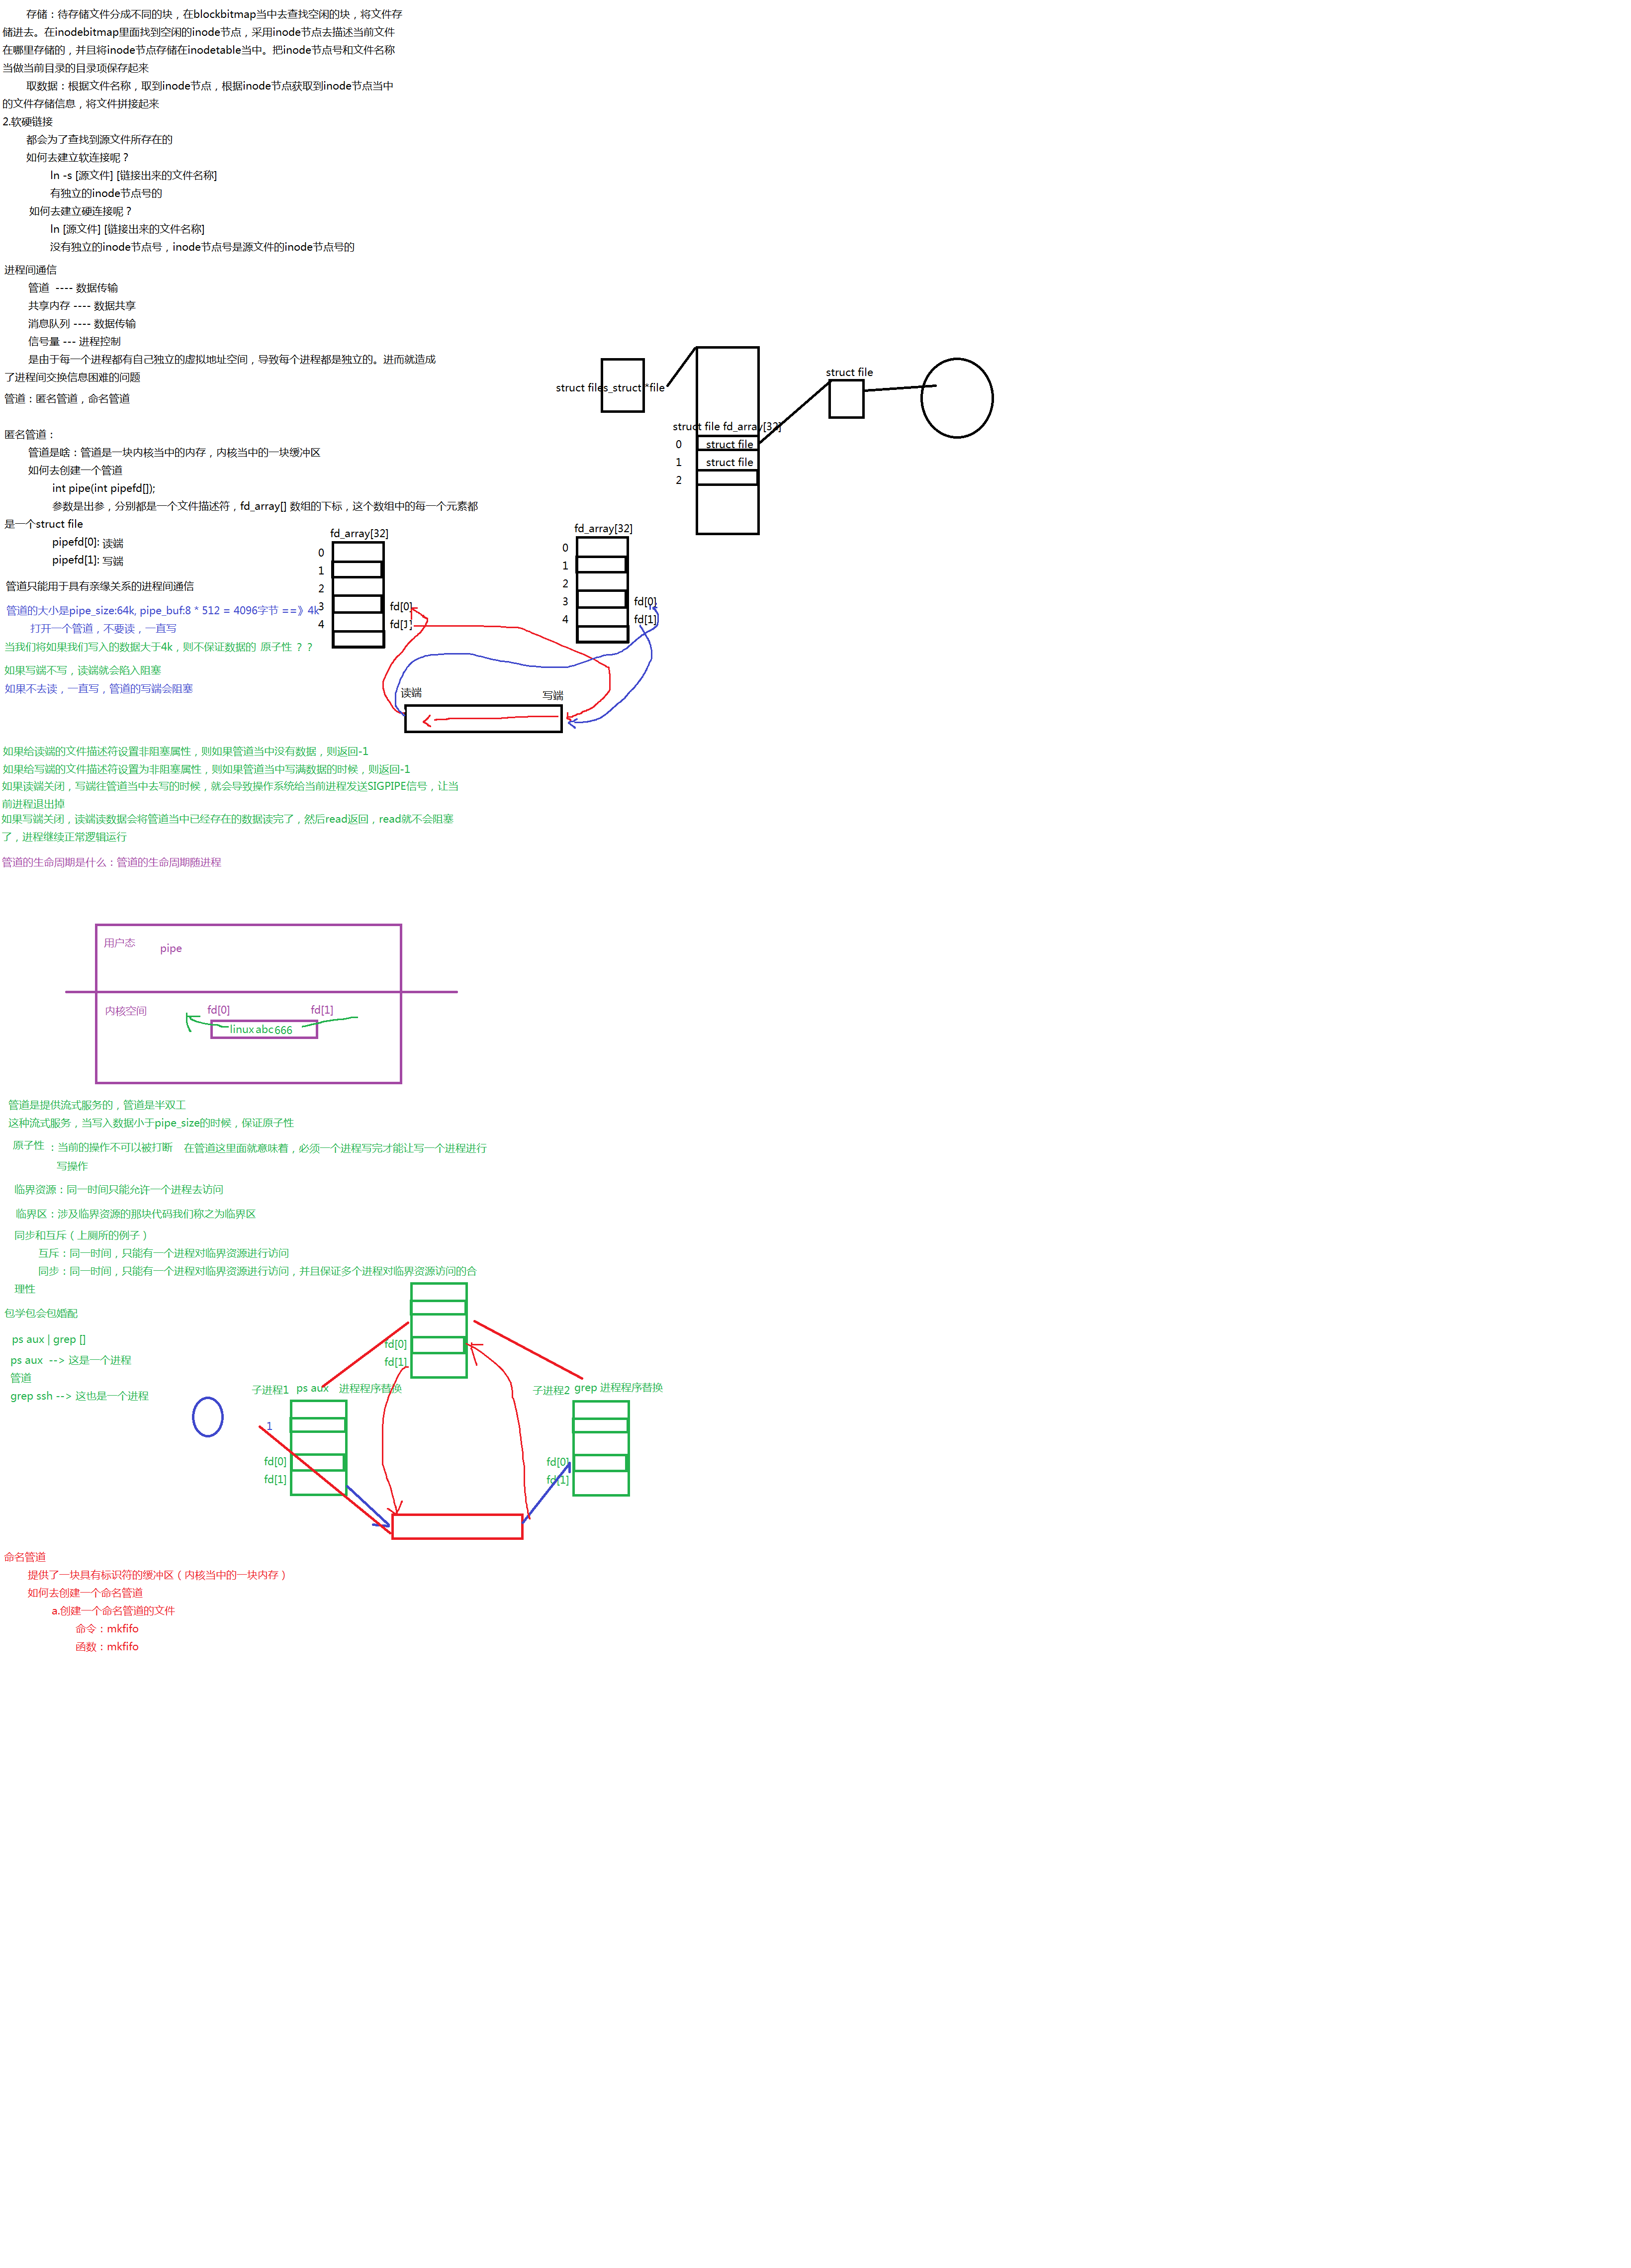 存储：待存储文件分成不同的块，在blockbitmap当中去查找空闲的块，将文件存
储进去。在inodebitmap里面找到空闲的inode节点，采用inode节点去描述当前文件
在哪里存储的，并且将inode节点存储在inodetable当中。把inode节点号和文件名称
当做当前目录的目录项保存起来
取数据：根据文件名称，取到inode节点，根据inode节点获取到inode节点当中
的文件存储信息，将文件拼接起来
2.软硬链接
都会为了查找到源文件所存在的
如何去建立软连接呢？
ln -s [源文件] [链接出来的文件名称]
有独立的inode节点号的
如何去建立硬连接呢？
ln [源文件] [链接出来的文件名称]
没有独立的inode节点号，inode节点号是源文件的inode节点号的
进程间通信
管道 ---- 数据传输
共享内存 ---- 数据共享
消息队列 ---- 数据传输
信号量 --- 进程控制
是由于每一个进程都有自己独立的虚拟地址空间，导致每个进程都是独立的。进而就造成
了进程间交换信息困难的问题
管道：匿名管道，命名管道
struct files_struct *file
struct file
struct file fd_array[32]
0 struct file
1 struct file
2
匿名管道：
管道是啥：管道是一块内核当中的内存，内核当中的一块缓冲区
如何去创建一个管道
int pipe(int pipefd[]);
参数是出参，分别都是一个文件描述符，fd_array[] 数组的下标，这个数组中的每一个元素都
是一个struct file
pipefd[0]: 读端
pipefd[1]: 写端
管道只能用于具有亲缘关系的进程间通信
管道的大小是pipe_size:64k, pipe_buf:8 * 512 = 4096字节 ==》4k
打开一个管道，不要读，一直写
当我们将如果我们写入的数据大于4k，则不保证数据的 原子性 ？？
如果写端不写，读端就会陷入阻塞
如果不去读，一直写，管道的写端会阻塞
fd_array[32]
0
1
2
3 fd[0]
4 fd[1]
fd_array[32]
0
1
2
3 fd[0]
4 fd[1]
读端
写端
如果给读端的文件描述符设置非阻塞属性，则如果管道当中没有数据，则返回-1
如果给写端的文件描述符设置为非阻塞属性，则如果管道当中写满数据的时候，则返回-1
如果读端关闭，写端往管道当中去写的时候，就会导致操作系统给当前进程发送SIGPIPE信号，让当
前进程退出掉
如果写端关闭，读端读数据会将管道当中已经存在的数据读完了，然后read返回，read就不会阻塞
了，进程继续正常逻辑运行
管道的生命周期是什么：管道的生命周期随进程
用户态
pipe
内核空间
fd[0]
fd[1]
linux abc 666
管道是提供流式服务的，管道是半双工
这种流式服务，当写入数据小于pipe_size的时候，保证原子性
原子性：当前的操作不可以被打断 在管道这里面就意味着，必须一个进程写完才能让写一个进程进行
写操作
临界资源：同一时间只能允许一个进程去访问
临界区：涉及临界资源的那块代码我们称之为临界区
同步和互斥（上厕所的例子）
互斥：同一时间，只能有一个进程对临界资源进行访问
同步：同一时间，只能有一个进程对临界资源进行访问，并且保证多个进程对临界资源访问的合
理性
包学包会包婚配
ps aux | grep []
ps aux --> 这是一个进程
管道
grep ssh --> 这也是一个进程
fd[0]
fd[1]
子进程1 ps aux 进程程序替换
1
fd[0]
fd[1]
子进程2 grep 进程程序替换
fd[0]
fd[1]
命名管道
提供了一块具有标识符的缓冲区（内核当中的一块内存）
如何去创建一个命名管道
a.创建一个命名管道的文件
命令：mkfifo
函数：mkfifo